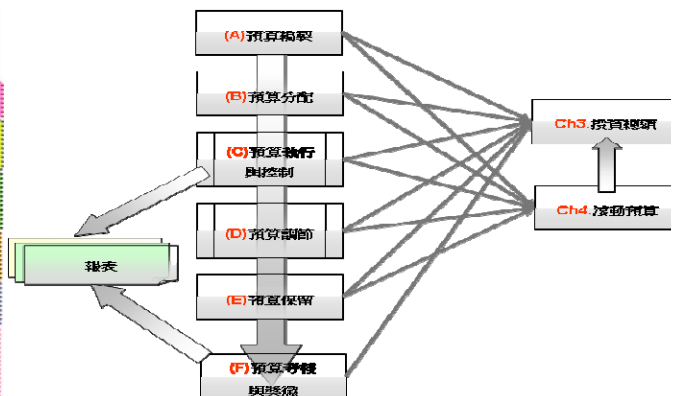 (A)預算編製
(B)預算分配
(C)預算執行
與控制
(D)預算調節
(E)預算保留
(F)預算考核
與獎懲
報表
Ch3.投資總額
Ch4.滾動預算